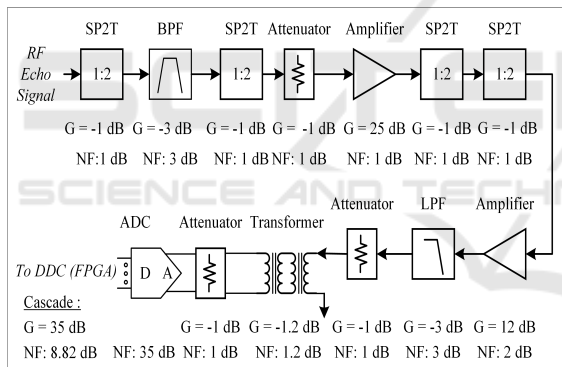 SP2T BPF SP2T Attenuator Amplifier SP2T SP2T
RF
Echo
Signal
1:2 1:2 1:2 1:2
G = -1 dB G = -3 dB G = -1 dB G = -1 dB G = 25 dB G = -1 dB G = -1 dB
NF:1 dB NF: 3 dB NF: 1 dB NF: 1 dB NF: 1 dB NF: 1 dB NF: 1 dB
SCIENCE AND TECHN
Attenuator LPF Amplifier
ADC Attenuator Transformer
To DDC (FPGA) D A
Cascade :
G = 35 dB G = -1 dB G = -1.2 dB G = -1 dB G = -3 dB G = 12 dB
NF: 8.82 dB NF: 35 dB NF: 1 dB NF: 1.2 dB NF: 1 dB NF: 3 dB NF: 2 dB